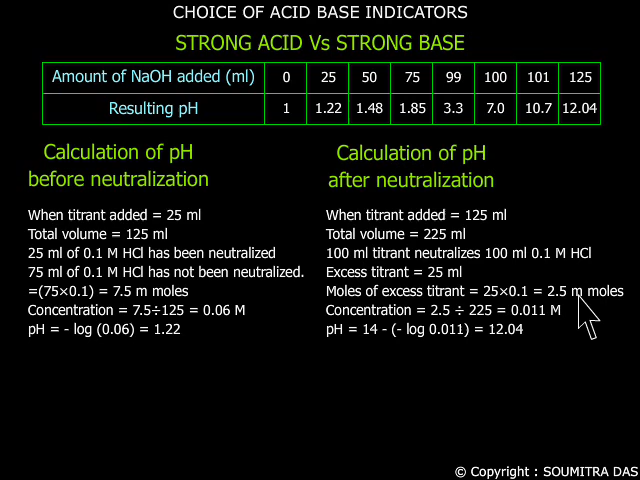 CHOICE OF ACID BASE INDICATORS
STRONG ACID Vs STRONG BASE
Amount of NaOH added (ml) 0 25 50 75 99 100 101 125
Resulting pH 1 1.22 1.48 1.85 3.3 7.0 10.7 12.04
Calculation of pH
before neutralization
When titrant added = 25 ml
Total volume = 125 ml
25 ml of 0.1 M HCl has been neutralized
75 ml of 0.1 M HCl has not been neutralized.
=(75×0.1) = 7.5 m moles
Concentration = 7.5÷125 = 0.06 M
pH = - log (0.06) = 1.22
Calculation of pH
after neutralization
When titrant added = 125 ml
Total volume = 225 ml
100 ml titrant neutralizes 100 ml 0.1 M HCl
Excess titrant = 25 ml
Moles of excess titrant = 25×0.1 = 2.5 m moles
Concentration = 2.5 ÷ 225 = 0.011 M
pH = 14 - (- log 0.011) = 12.04
© Copyright : SOUMITRA DAS